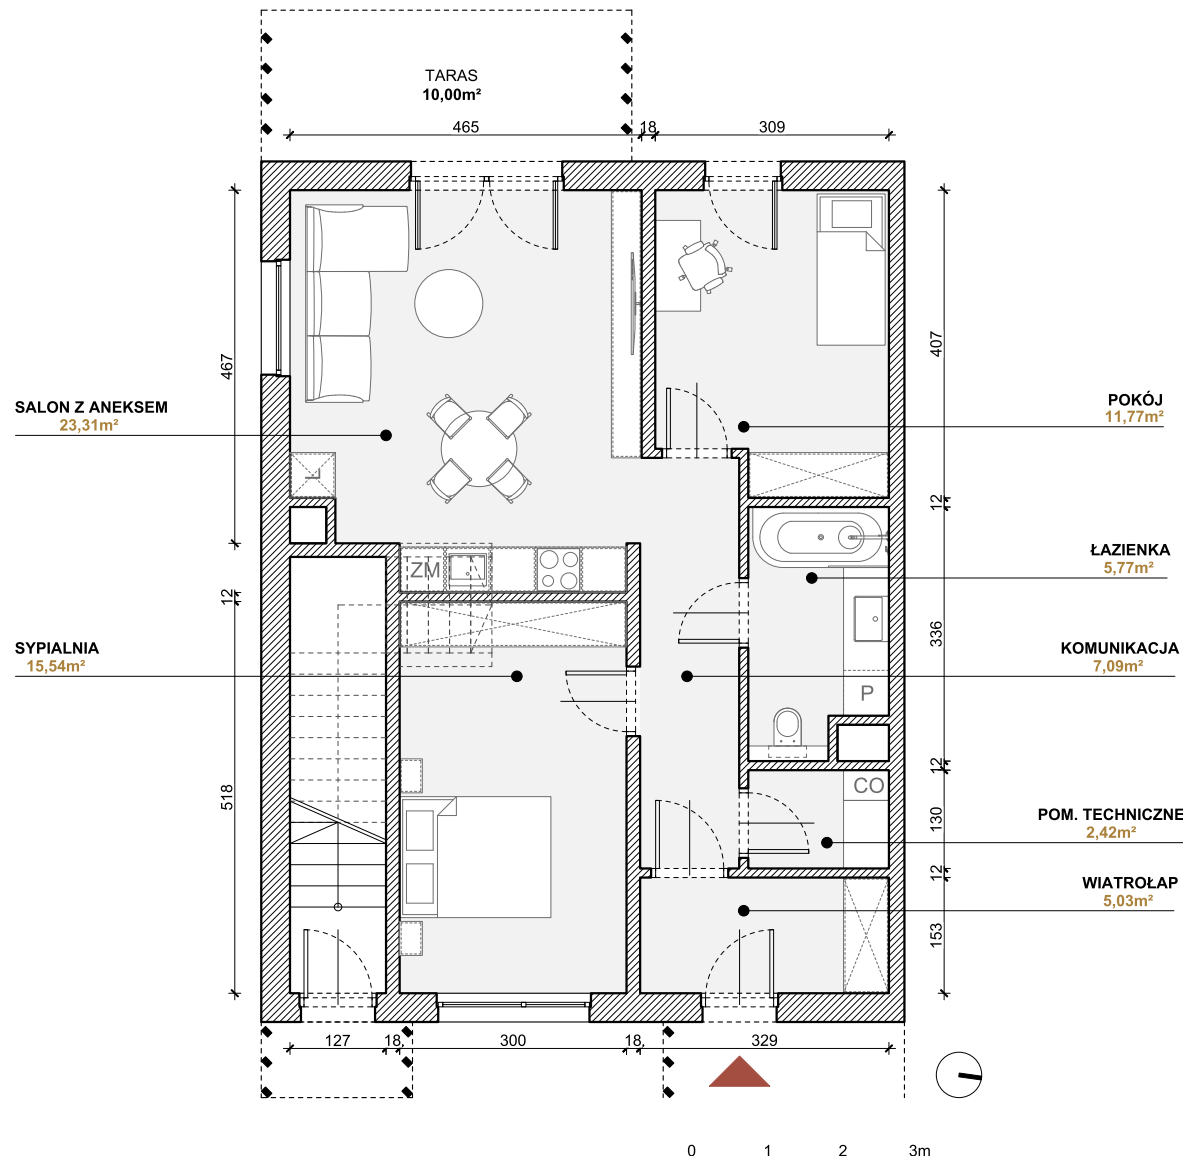 TARAS
10,00m²
465
18
309
467
407
SALON Z ANEKSEM
23,31m²
POKÓJ
11,77m²
L
12
ŁAZIENKA
5,77m²
ZM
12
336
SYPIALNIA
15,54m²
KOMUNIKACJA
7,09m²
P
12
CO
518
130
POM. TECHNICZNE
2,42m²
12
WIATROŁAP
5,03m²
153
127
18
300
18
329
0 1 2 3m